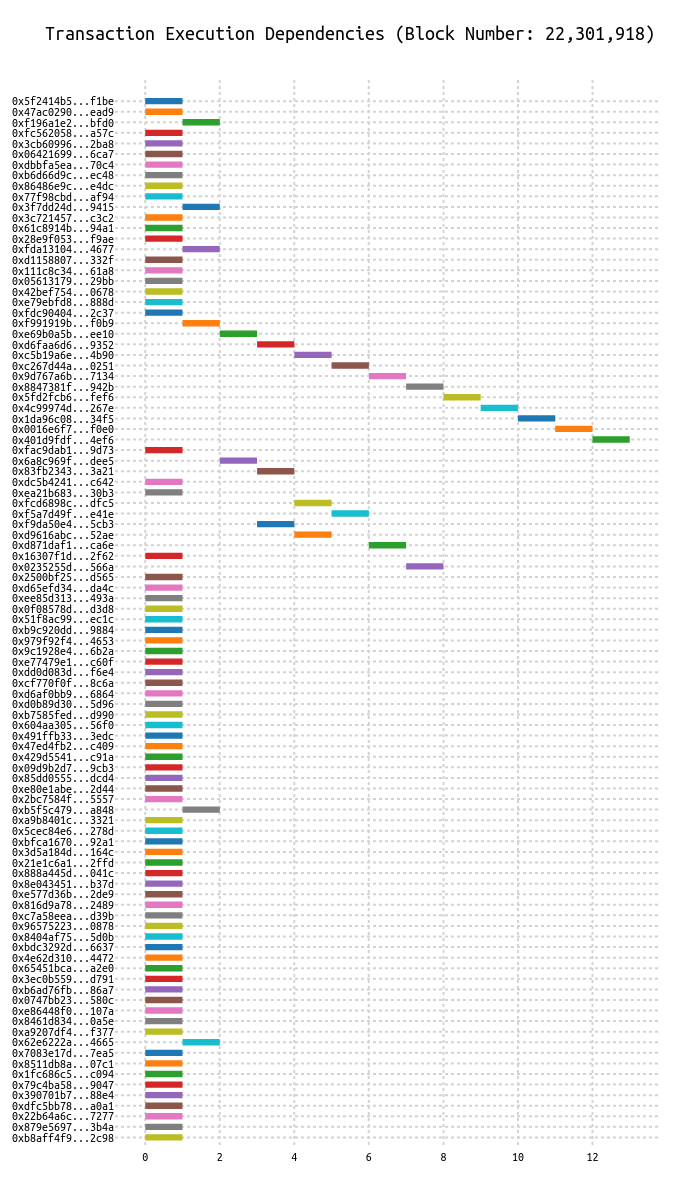 Transaction Execution Dependencies (Block Number: 22,301,918)
0x5f2414b5...f1be
0x47ac0290...ead9
0xf196a1e2...bfd0
0xfc562058...a57c
0x3cb60996...2ba8
0x06421699...6ca7
0xdbbfa5ea...70c4
0xb6d66d9c...ec48
0x86486e9c...e4dc
0x77f98cbd...af94
0x3f7dd24d...9415
0x3c721457...c3c2
0x61c8914b...94a1
0x28e9f053...f9ae
0xfda13104...4677
0xd1158807...332f
0x111c8c34...61a8
0x05613179...29bb
0x42bef754...0678
0xe79ebfd8...888d
0xfdc90404...2c37
0xf991919b...f0b9
0xe69b0a5b...ee10
0xd6faa6d6...9352
0xc5b19a6e...4b90
0xc267d44a...0251
0x9d767a6b...7134
0x8847381f...942b
0x5fd2fcb6...fef6
0x4c99974d...267e
0x1da96c08...34f5
0x0016e6f7...f0e0
0x401d9fdf...4ef6
0xfac9dab1...9d73
0x6a8c969f...dee5
0x83fb2343...3a21
0xdc5b4241...c642
0xea21b683...30b3
0xfcd6898c...dfc5
0xf5a7d49f...e41e
0xf9da50e4...5cb3
0xd9616abc...52ae
0xd871daf1...ca6e
0x16307f1d...2f62
0x0235255d...566a
0x2500bf25...d565
0xd65efd34...da4c
0xee85d313...493a
0x0f08578d...d3d8
0x51f8ac99...ec1c
0xb9c920dd...9884
0x979f92f4...4653
0x9c1928e4...6b2a
0xe77479e1...c60f
0xdd0d083d...f6e4
0xcf770f0f...8c6a
0xd6af0bb9...6864
0xd0b89d30...5d96
0xb7585fed...d990
0x604aa305...56f0
0x491ffb33...3edc
0x47ed4fb2...c409
0x429d5541...c91a
0x09d9b2d7...9cb3
0x85dd0555...dcd4
0xe80e1abe...2d44
0x2bc7584f...5557
0xb5f5c479...a848
0xa9b8401c...3321
0x5cec84e6...278d
0xbfca1670...92a1
0x3d5a184d...164c
0x21e1c6a1...2ffd
0x888a445d...041c
0x8e043451...b37d
0xe577d36b...2de9
0x816d9a78...2489
0xc7a58eea...d39b
0x96575223...0878
0x8404af75...5d0b
0xbdc3292d...6637
0x4e62d310...4472
0x65451bca...a2e0
0x3ec0b559...d791
0xb6ad76fb...86a7
0x0747bb23...580c
0xe86448f0...107a
0x8461d834...0a5e
0xa9207df4...f377
0x62e6222a...4665
0x7083e17d...7ea5
0x8511db8a...07c1
0x1fc686c5...c094
0x79c4ba58...9047
0x390701b7...88e4
0xdfc5bb78...a0a1
0x22b64a6c...7277
0x879e5697...3b4a
0xb8aff4f9...2c98
0 2 4 6 8 10 12